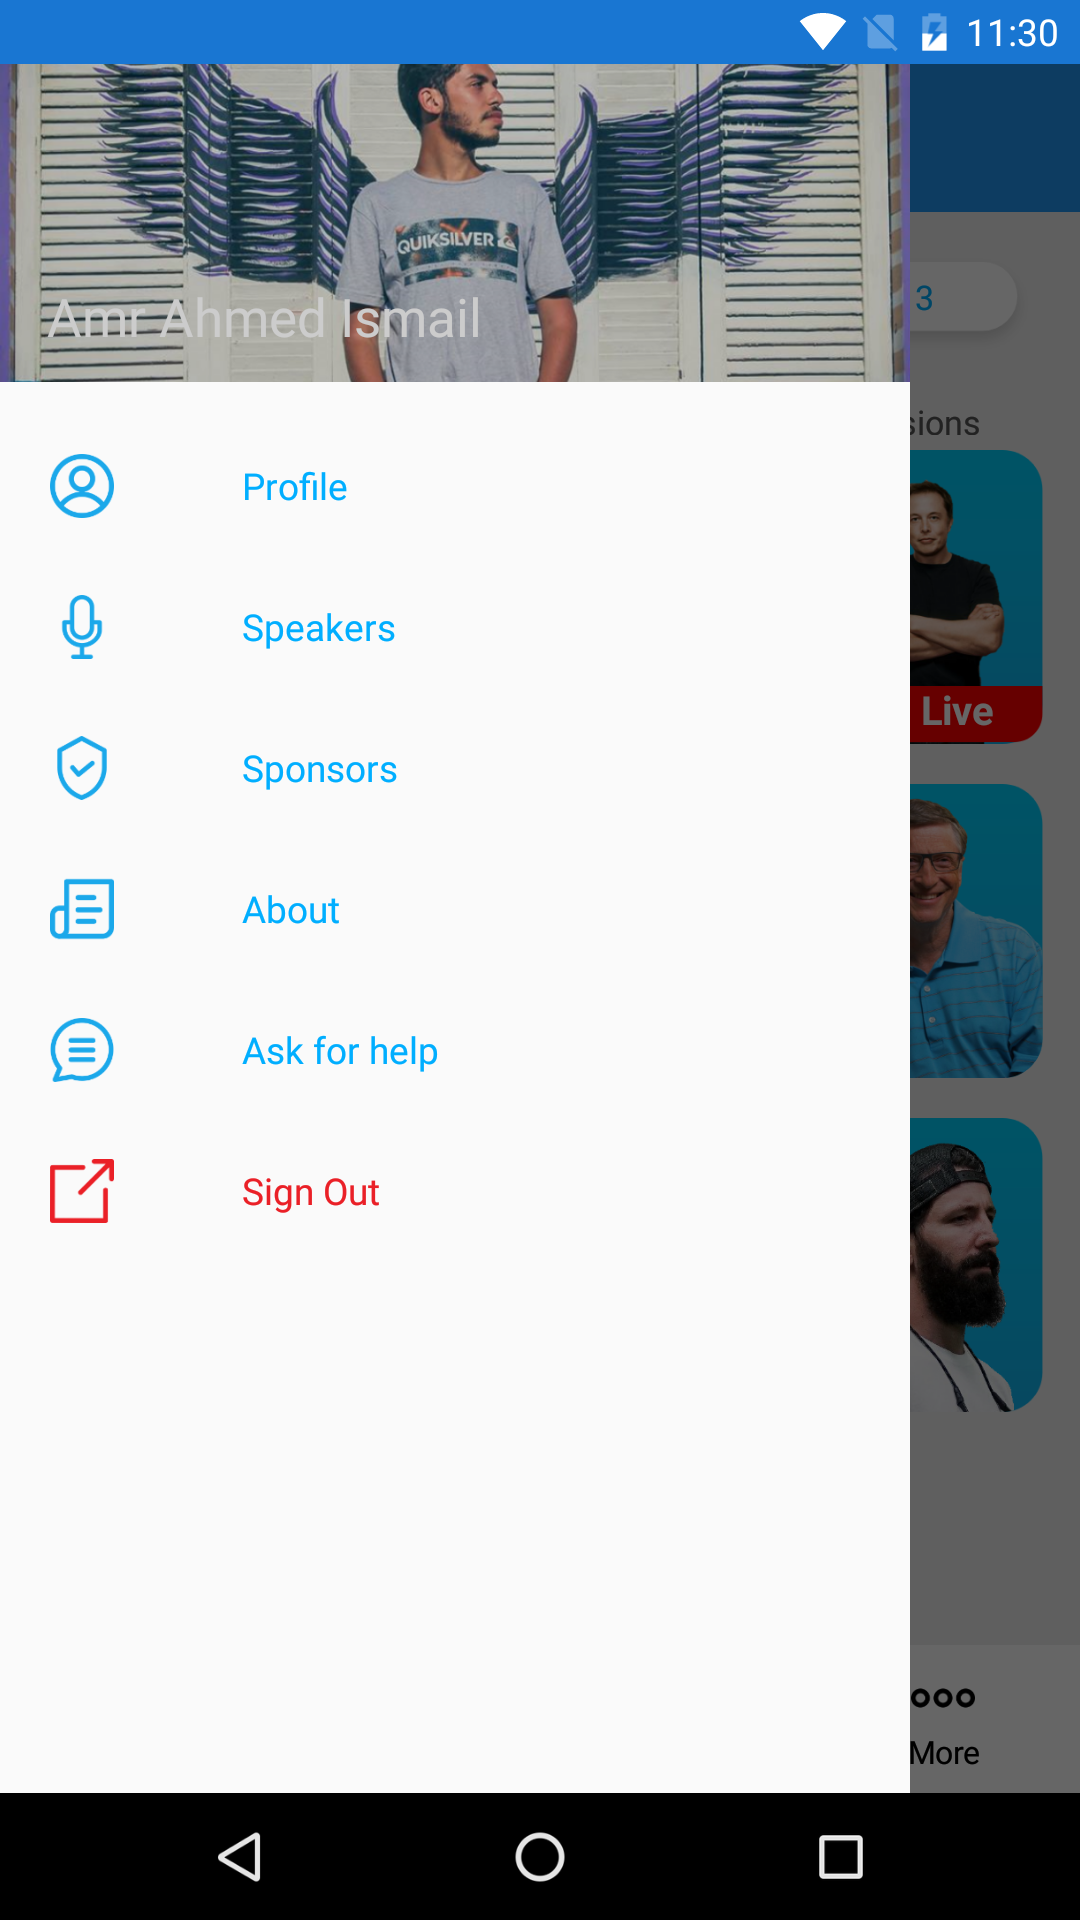 11:30
QUIKSILVER
Amr Ahmed Ismail
3
sions
Profile
Speakers
Live
Sponsors
About
Ask for help
Sign Out
More